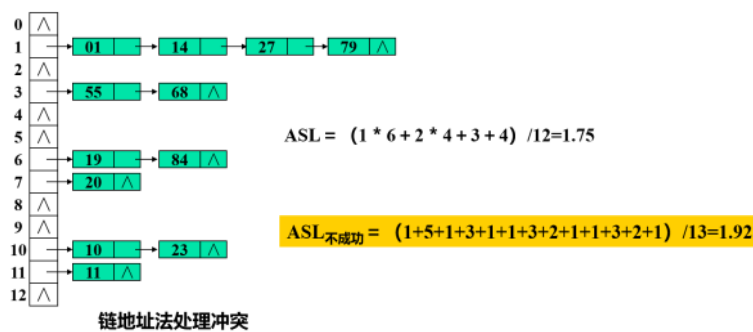 0 ∧
1 01 14 27 79 ∧
2 ∧
3 55 68 ∧
4 ∧
5 ∧
ASL = （1 * 6 + 2 * 4 + 3 + 4）/12=1.75
6 19 84 ∧
7 20 ∧
8 ∧
9 ∧
ASL不成功 = （1+5+1+3+1+1+3+2+1+1+3+2+1）/13=1.92
10 10 23 ∧
11 11 ∧
12 ∧
链地址法处理冲突